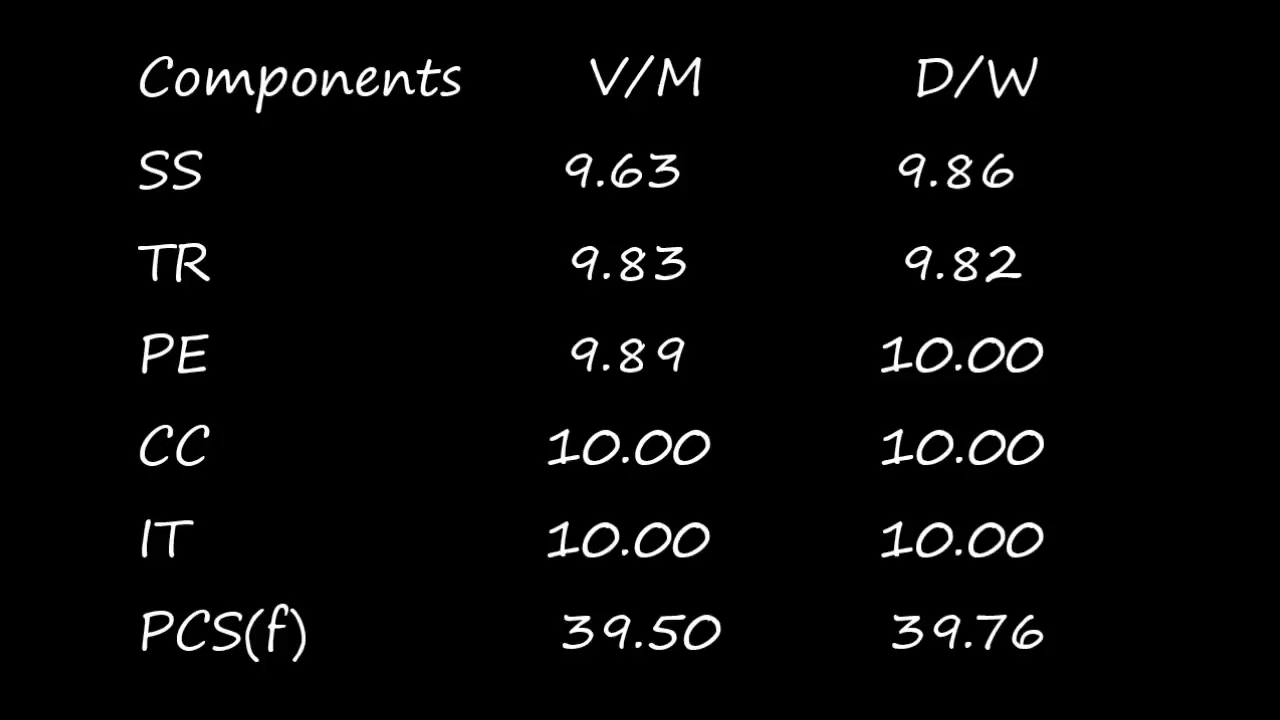 Components V/M D/W
SS 9.63 9.86
TR 9.83 9.82
PE 9.89 10.00
CC 10.00 10.00
IT 10.00 10.00
PCS(f) 39.50 39.76